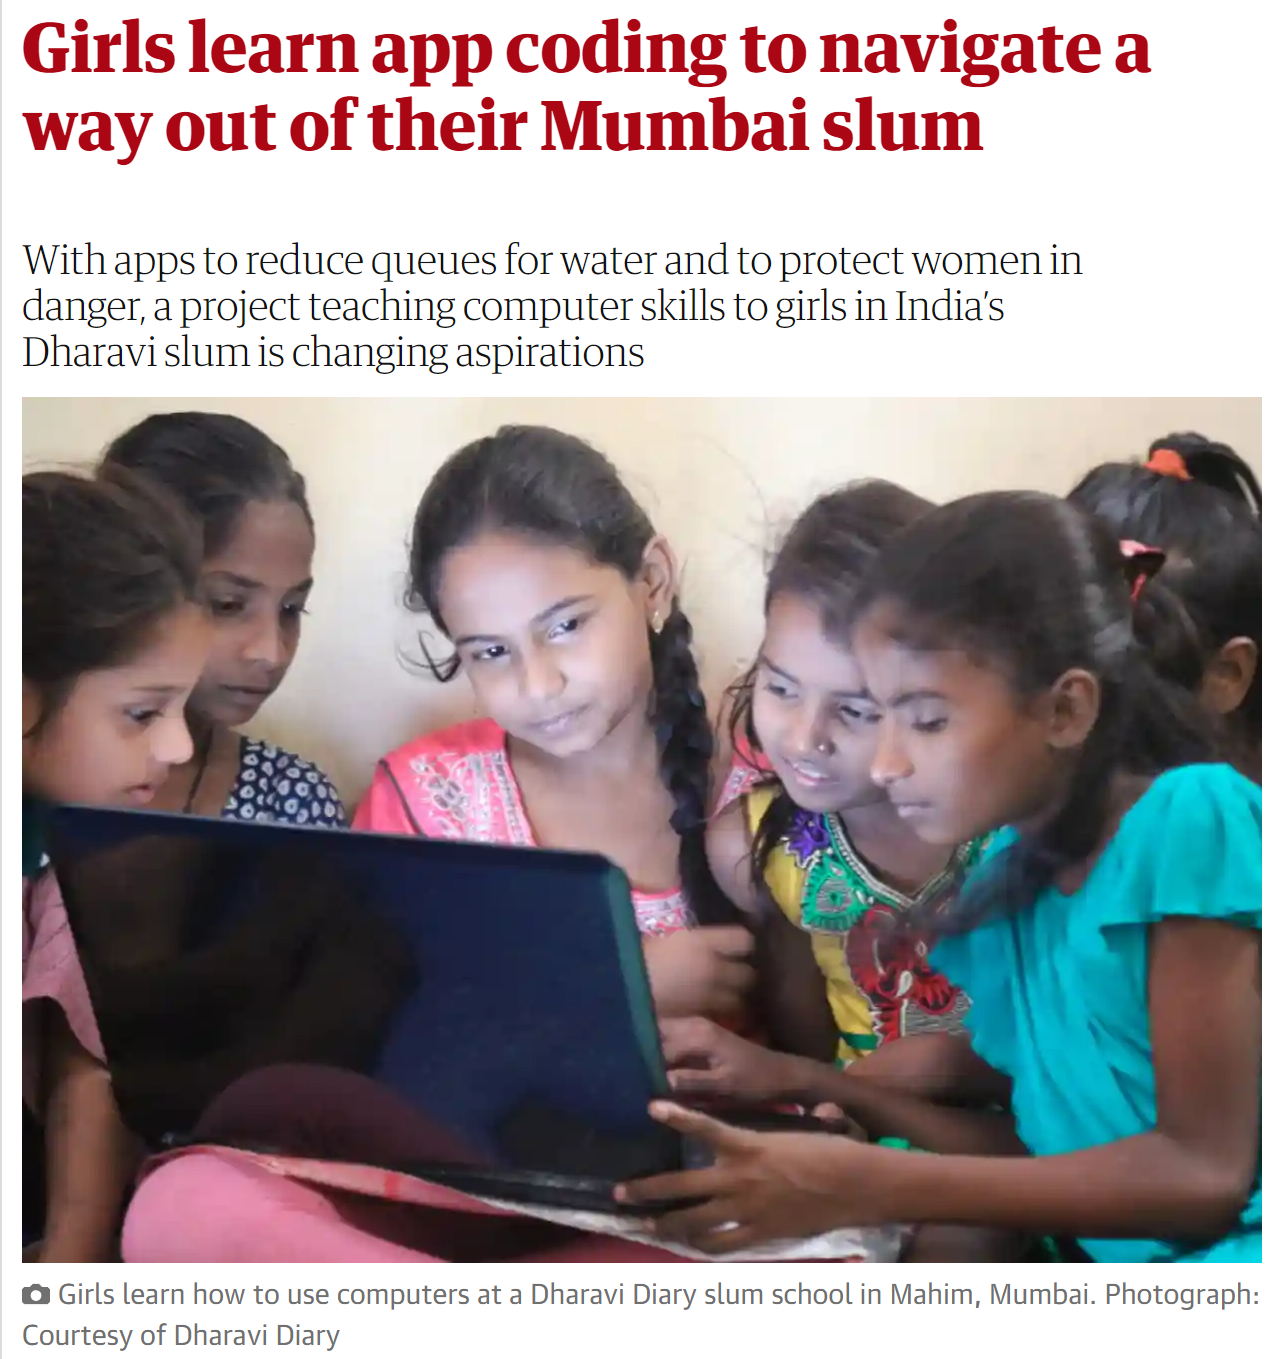 Girls learn app coding to navigate a
way out of their Mumbai slum
With apps to reduce queues for water and to protect women in
danger, a project teaching computer skills to girls in India’s
Dharavi slum is changing aspirations
Girls learn how to use computers at a Dharavi Diary slum school in Mahim, Mumbai. Photograph:
Courtesy of Dharavi Diary